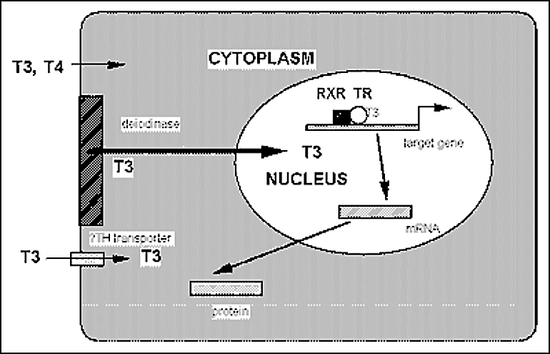 CYTOPLASM
T3, T4
RXR TR
T3
deiodinase
target gene
T3
T3
NUCLEUS
mRNA
?TH transporter
T3
T3
protein